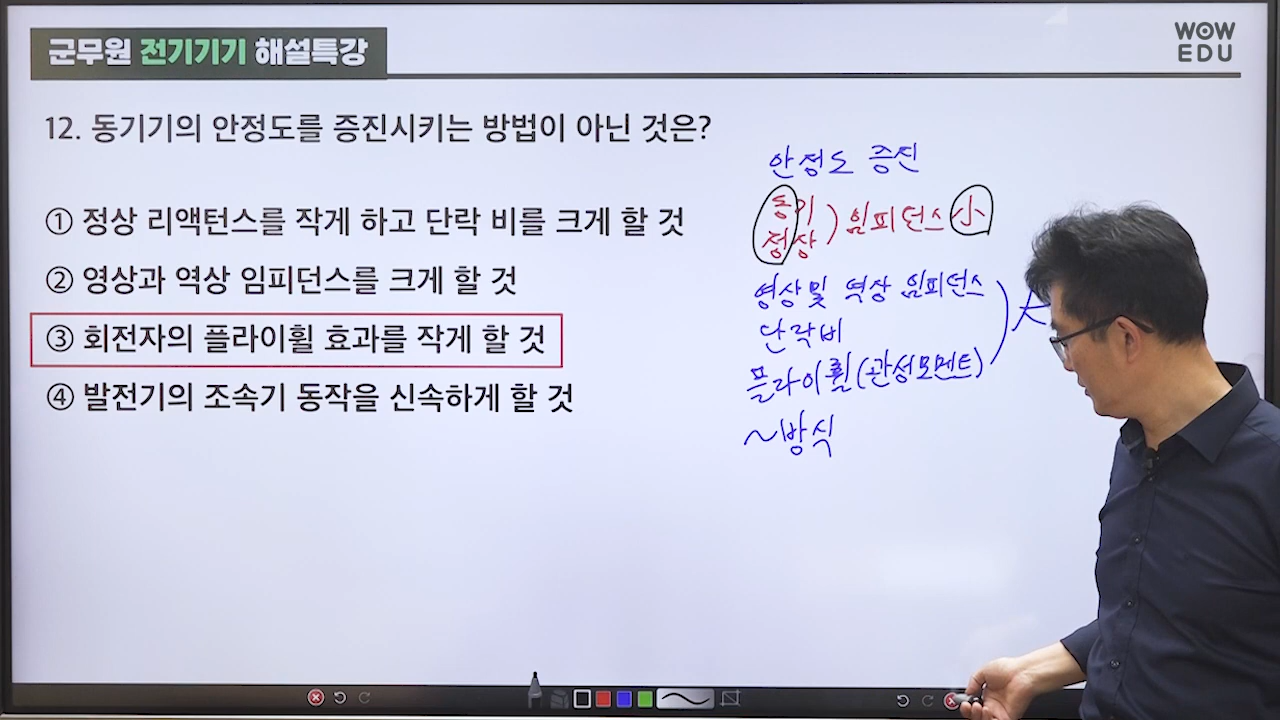 군무원 전기기기 해설특강
WOW
EDU
12. 동기기의 안정도를 증진시키는 방법이 아닌 것은?
① 정상 리액턴스를 작게 하고 단락 비를 크게 할 것
② 영상과 역상 임피던스를 크게 할 것
③ 회전자의 플라이휠 효과를 작게 할 것
④ 발전기의 조속기 동작을 신속하게 할 것
안정도 증진
동기
정상 ) 임피던스 小
영상 및 역상 임피던스
단락비
플라이휠(관성모멘트) ) 大
~방식